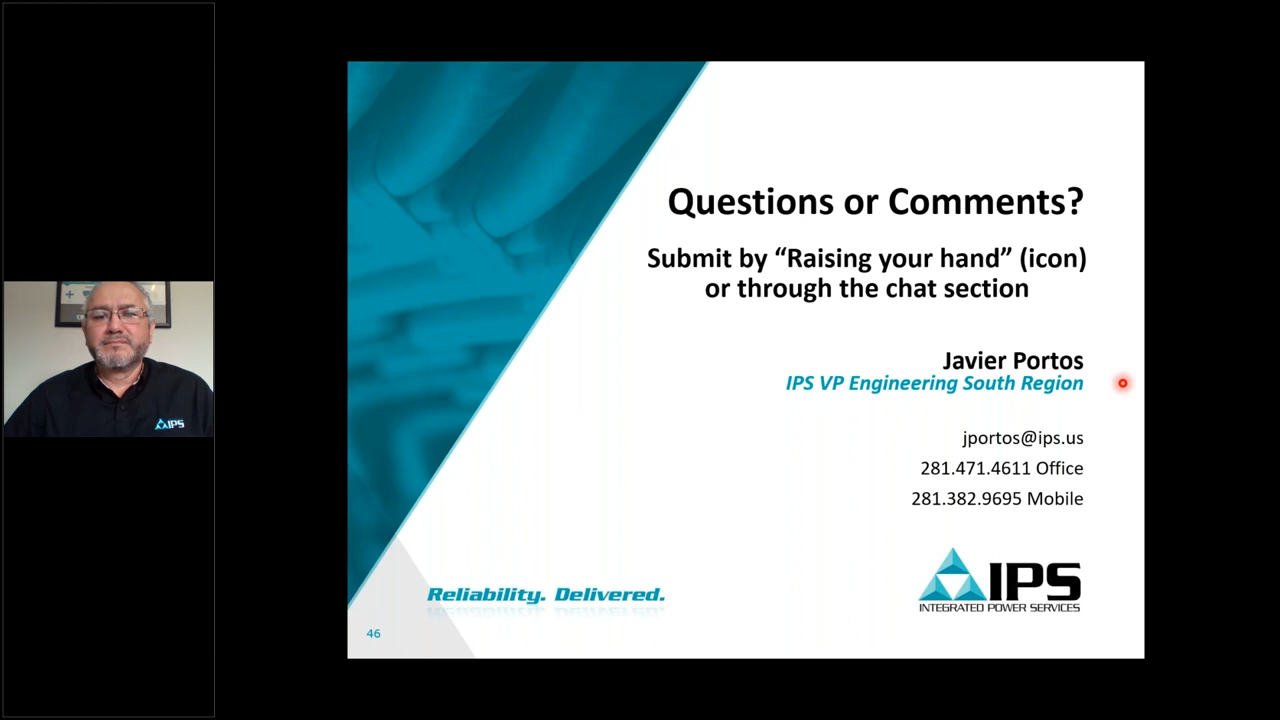 Questions or Comments?
Submit by “Raising your hand” (icon)
or through the chat section
Javier Portos
IPS VP Engineering South Region
jportos@ips.us
281.471.4611 Office
281.382.9695 Mobile
IPS
INTEGRATED POWER SERVICES
Reliability. Delivered.
46
IPS